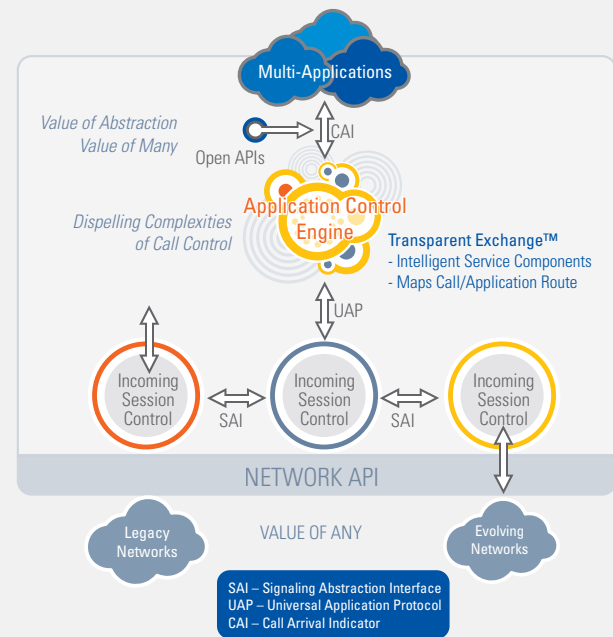 Multi-Applications
Value of Abstraction
Value of Many
CAI
Open APIs
Dispelling Complexities
of Call Control
Application Control
Engine
Transparent Exchange™
- Intelligent Service Components
- Maps Call/Application Route
UAP
Incoming
Session
Control
SAI
Incoming
Session
Control
SAI
Incoming
Session
Control
NETWORK API
Legacy
Networks
VALUE OF ANY
Evolving
Networks
SAI – Signaling Abstraction Interface
UAP – Universal Application Protocol
CAI – Call Arrival Indicator